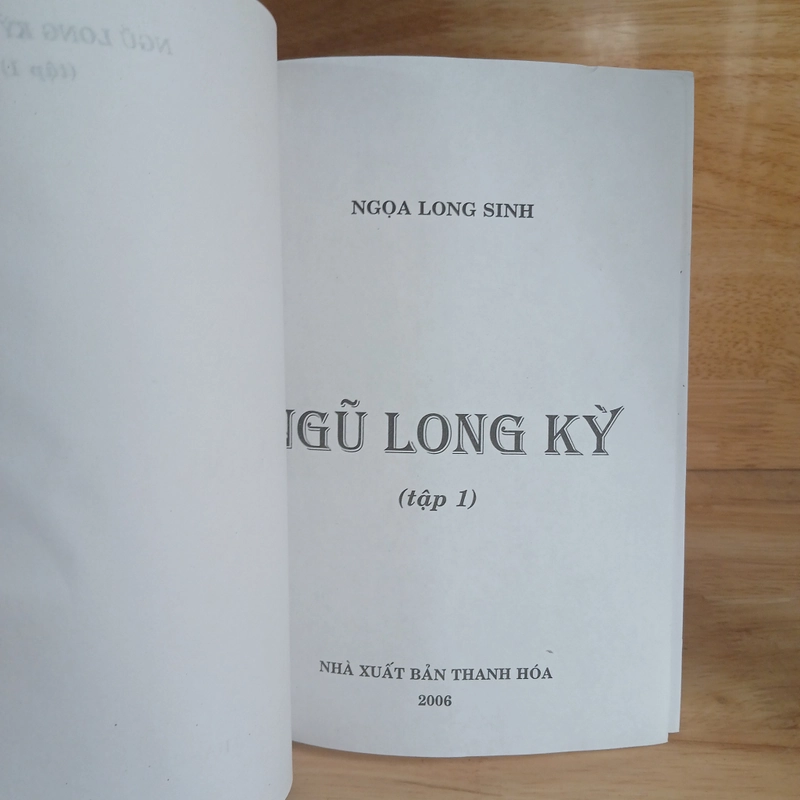 NGỌA LONG SINH
NGŨ LONG KỲ
(tập 1)
NHÀ XUẤT BẢN THANH HÓA
2006